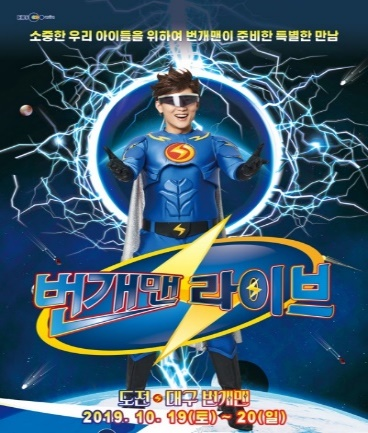 소중한 우리 아이들을 위하여 번개맨이 준비한 특별한 만남
번개맨 라이브
도전 대구 번개맨
2019. 10. 19(토) ~ 20(일)